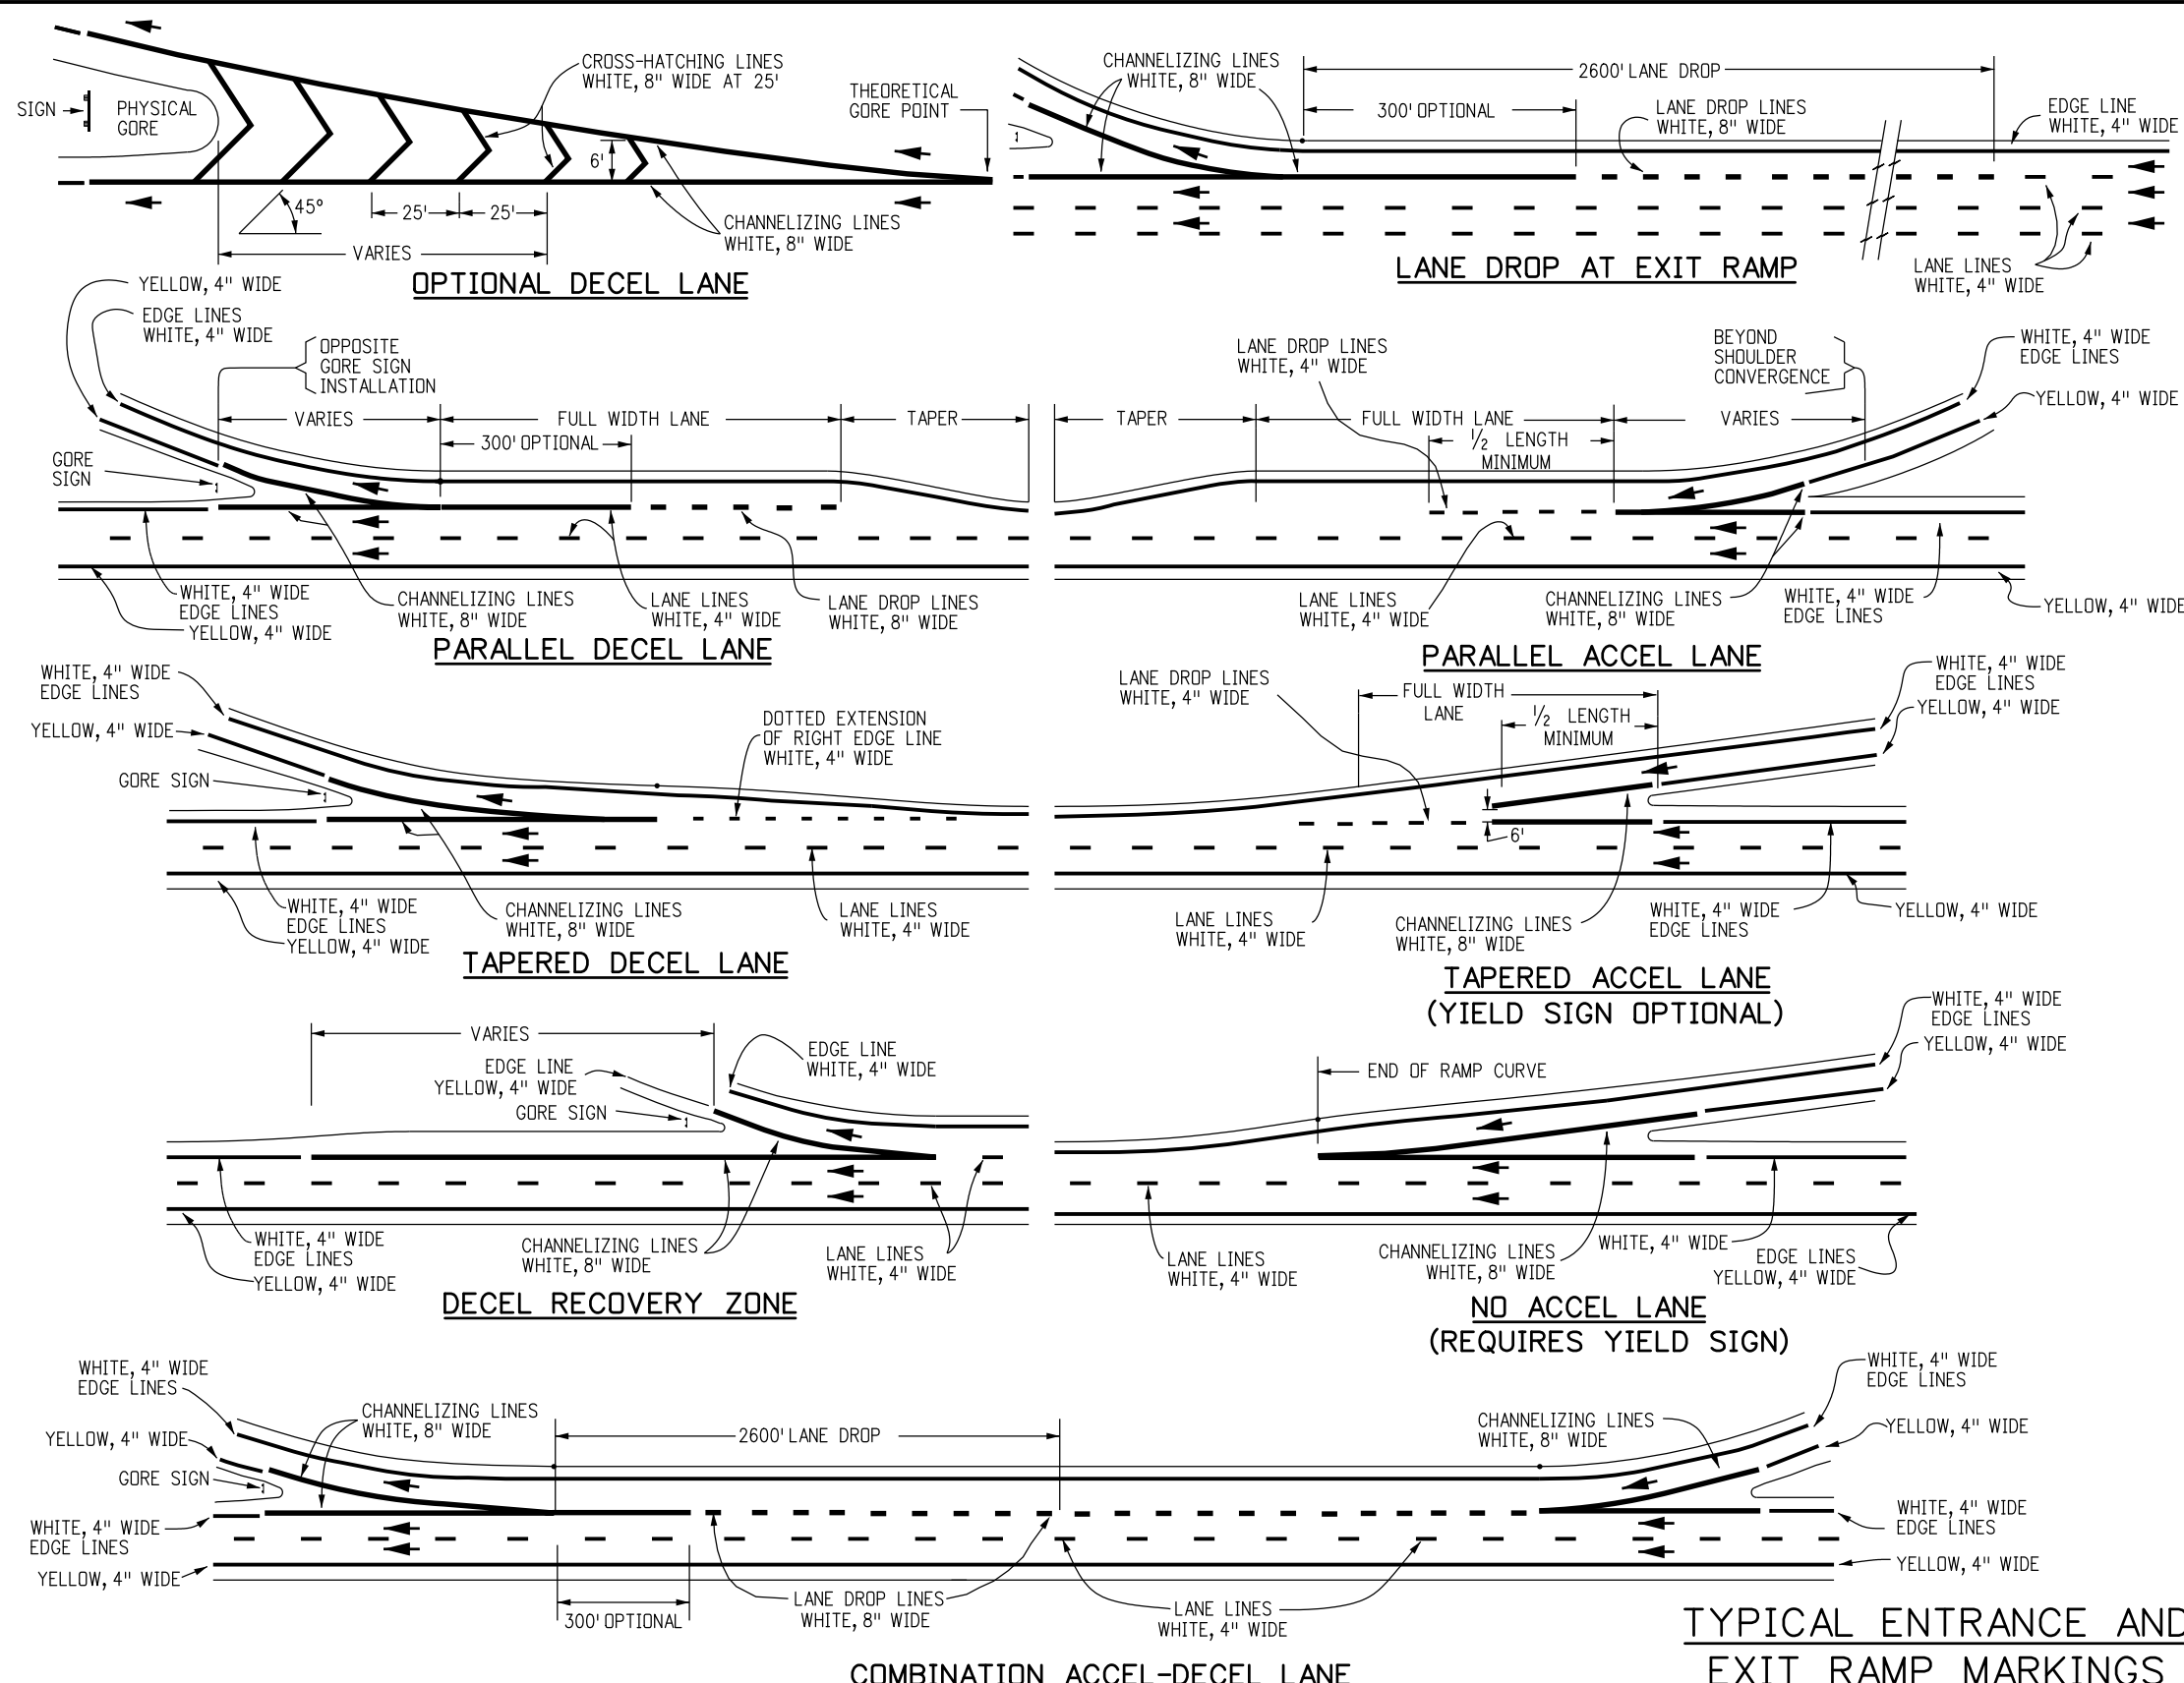 CROSS-HATCHING LINES
WHITE, 8" WIDE AT 25'
THEORETICAL
GORE POINT
SIGN
PHYSICAL
GORE
6'
45°
25'
25'
VARIES
CHANNELIZING LINES
WHITE, 8" WIDE
OPTIONAL DECEL LANE
CHANNELIZING LINES
WHITE, 8" WIDE
2600' LANE DROP
300' OPTIONAL
LANE DROP LINES
WHITE, 8" WIDE
EDGE LINE
WHITE, 4" WIDE
LANE LINES
WHITE, 4" WIDE
LANE DROP AT EXIT RAMP
YELLOW, 4" WIDE
EDGE LINES
WHITE, 4" WIDE
OPPOSITE
GORE SIGN
INSTALLATION
VARIES
FULL WIDTH LANE
TAPER
300' OPTIONAL
GORE
SIGN
WHITE, 4" WIDE
EDGE LINES
YELLOW, 4" WIDE
CHANNELIZING LINES
WHITE, 8" WIDE
LANE LINES
WHITE, 4" WIDE
LANE DROP LINES
WHITE, 8" WIDE
PARALLEL DECEL LANE
LANE DROP LINES
WHITE, 4" WIDE
BEYOND
SHOULDER
CONVERGENCE
WHITE, 4" WIDE
EDGE LINES
YELLOW, 4" WIDE
TAPER
FULL WIDTH LANE
VARIES
1/2 LENGTH
MINIMUM
LANE LINES
WHITE, 4" WIDE
CHANNELIZING LINES
WHITE, 8" WIDE
WHITE, 4" WIDE
EDGE LINES
YELLOW, 4" WIDE
PARALLEL ACCEL LANE
WHITE, 4" WIDE
EDGE LINES
YELLOW, 4" WIDE
GORE SIGN
DOTTED EXTENSION
OF RIGHT EDGE LINE
WHITE, 4" WIDE
WHITE, 4" WIDE
EDGE LINES
YELLOW, 4" WIDE
CHANNELIZING LINES
WHITE, 8" WIDE
LANE LINES
WHITE, 4" WIDE
TAPERED DECEL LANE
LANE DROP LINES
WHITE, 4" WIDE
FULL WIDTH
LANE
1/2 LENGTH
MINIMUM
WHITE, 4" WIDE
EDGE LINES
YELLOW, 4" WIDE
6'
LANE LINES
WHITE, 4" WIDE
CHANNELIZING LINES
WHITE, 8" WIDE
WHITE, 4" WIDE
EDGE LINES
YELLOW, 4" WIDE
TAPERED ACCEL LANE
(YIELD SIGN OPTIONAL)
VARIES
EDGE LINE
YELLOW, 4" WIDE
GORE SIGN
EDGE LINE
WHITE, 4" WIDE
WHITE, 4" WIDE
EDGE LINES
YELLOW, 4" WIDE
CHANNELIZING LINES
WHITE, 8" WIDE
LANE LINES
WHITE, 4" WIDE
DECEL RECOVERY ZONE
WHITE, 4" WIDE
EDGE LINES
YELLOW, 4" WIDE
END OF RAMP CURVE
LANE LINES
WHITE, 4" WIDE
CHANNELIZING LINES
WHITE, 8" WIDE
WHITE, 4" WIDE
EDGE LINES
YELLOW, 4" WIDE
NO ACCEL LANE
(REQUIRES YIELD SIGN)
WHITE, 4" WIDE
EDGE LINES
CHANNELIZING LINES
WHITE, 8" WIDE
YELLOW, 4" WIDE
GORE SIGN
WHITE, 4" WIDE
EDGE LINES
YELLOW, 4" WIDE
2600' LANE DROP
300' OPTIONAL
LANE DROP LINES
WHITE, 8" WIDE
LANE LINES
WHITE, 4" WIDE
CHANNELIZING LINES
WHITE, 8" WIDE
WHITE, 4" WIDE
EDGE LINES
YELLOW, 4" WIDE
WHITE, 4" WIDE
EDGE LINES
YELLOW, 4" WIDE
COMBINATION ACCEL-DECEL LANE
TYPICAL ENTRANCE AND
EXIT RAMP MARKINGS